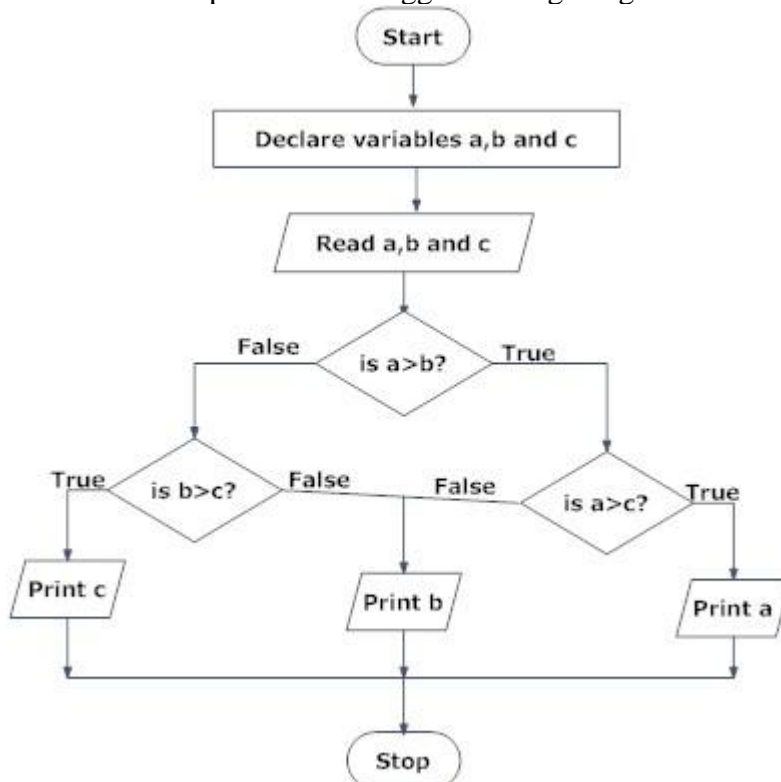 Start
Declare variables a,b and c
Read a,b and c
False
True
is a>b?
True
is b>c?
False
False
is a>c?
True
Print c
Print b
Print a
Stop